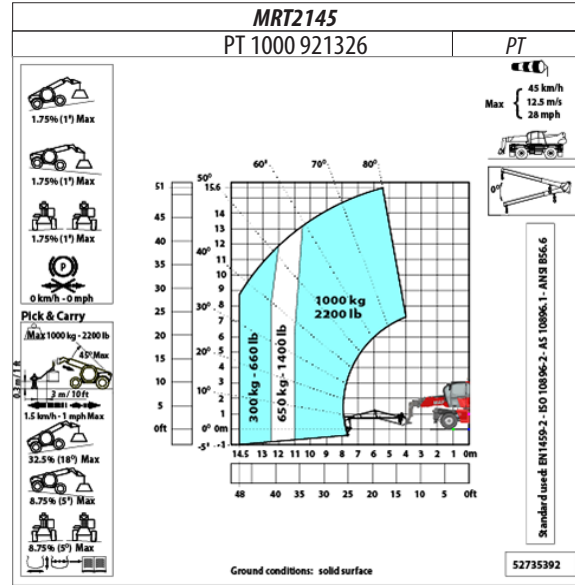 MRT2145
PT 1000 921326
PT
1.75% (1°) Max
1.75% (1°) Max
1.75% (1°) Max
P
0 km/h - 0 mph
Pick & Carry
Max 1000 kg - 2200 lb
45° Max
0.3 m / 1 ft
3 m / 10 ft
1.5 km/h - 1 mph Max
32.5% (18°) Max
8.75% (5°) Max
8.75% (5°) Max
Max
45 km/h
12.5 m/s
28 mph
0°
60° 70° 80°
50°
40°
30°
20°
10°
0°
-5°
51
45
40
35
30
25
20
15
10
5
0ft
15.6
14
13
12
11
10
9
8
7
6
5
4
3
2
1
0m
-1
1000 kg
2200 lb
650 kg - 1400 lb
300 kg - 660 lb
14.5 13 12 11 10 9 8 7 6 5 4 3 2 1 0m
48 40 35 30 25 20 15 10 5 0ft
Ground conditions: solid surface
Standard used: EN1459-2 - ISO 10896-2 - AS 10896.1 - ANSI B56.6
52735392